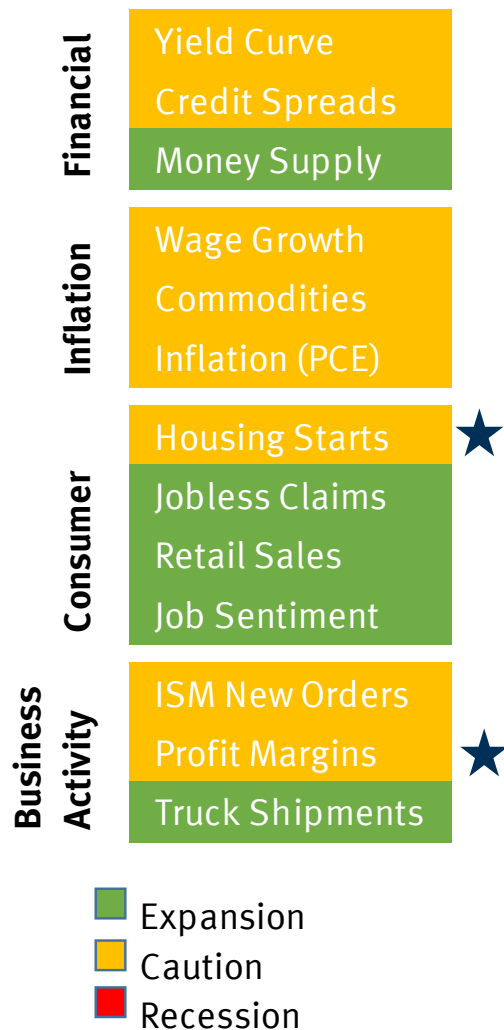 Financial
Yield Curve
Credit Spreads
Money Supply
Inflation
Wage Growth
Commodities
Inflation (PCE)
Consumer
Housing Starts
Jobless Claims
Retail Sales
Job Sentiment
Business
Activity
ISM New Orders
Profit Margins
Truck Shipments
Expansion
Caution
Recession